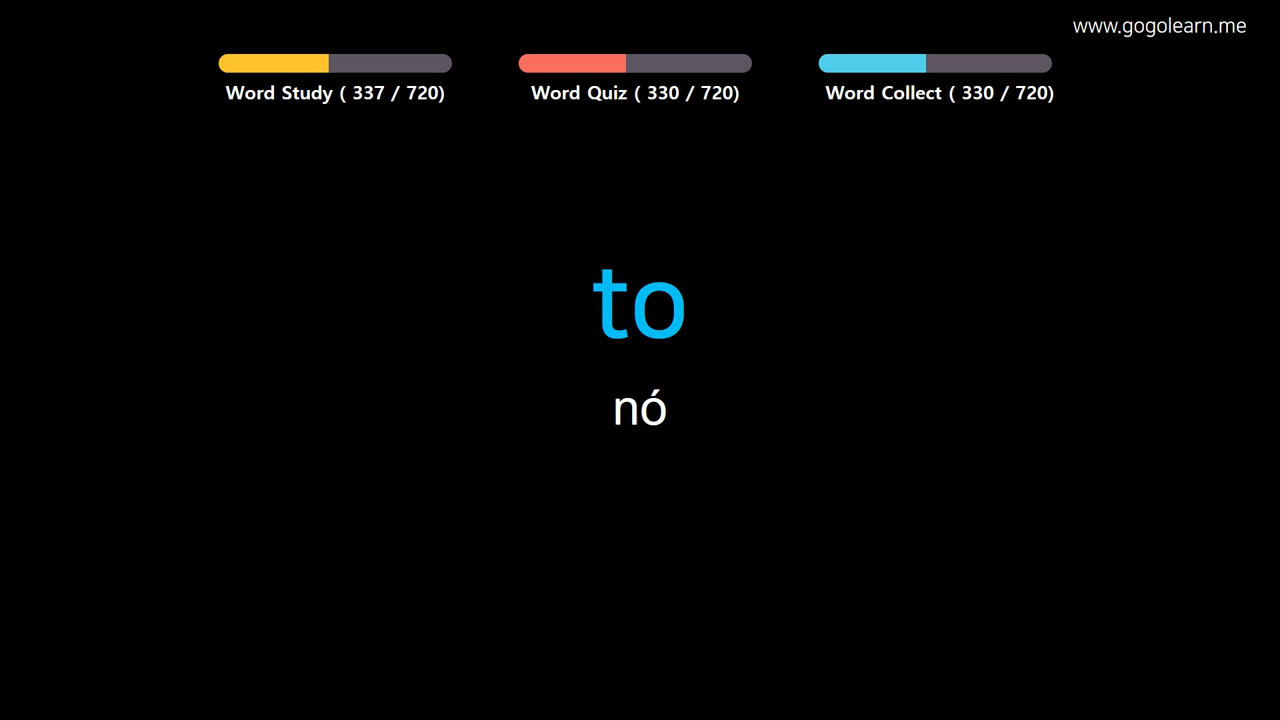 www.gogolearn.me
Word Study ( 337 / 720)
Word Quiz ( 330 / 720)
Word Collect ( 330 / 720)
to
nó